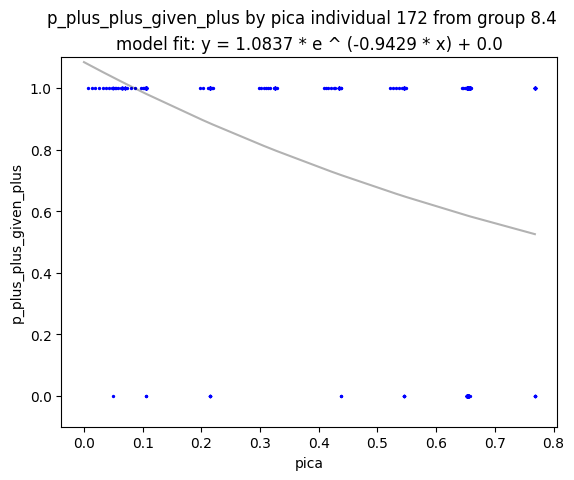 p_plus_plus_given_plus by pica individual 172 from group 8.4
model fit: y = 1.0837 * e ^ (-0.9429 * x) + 0.0
1.0
0.8
0.6
0.4
0.2
0.0
p_plus_plus_given_plus
0.0 0.1 0.2 0.3 0.4 0.5 0.6 0.7 0.8
pica